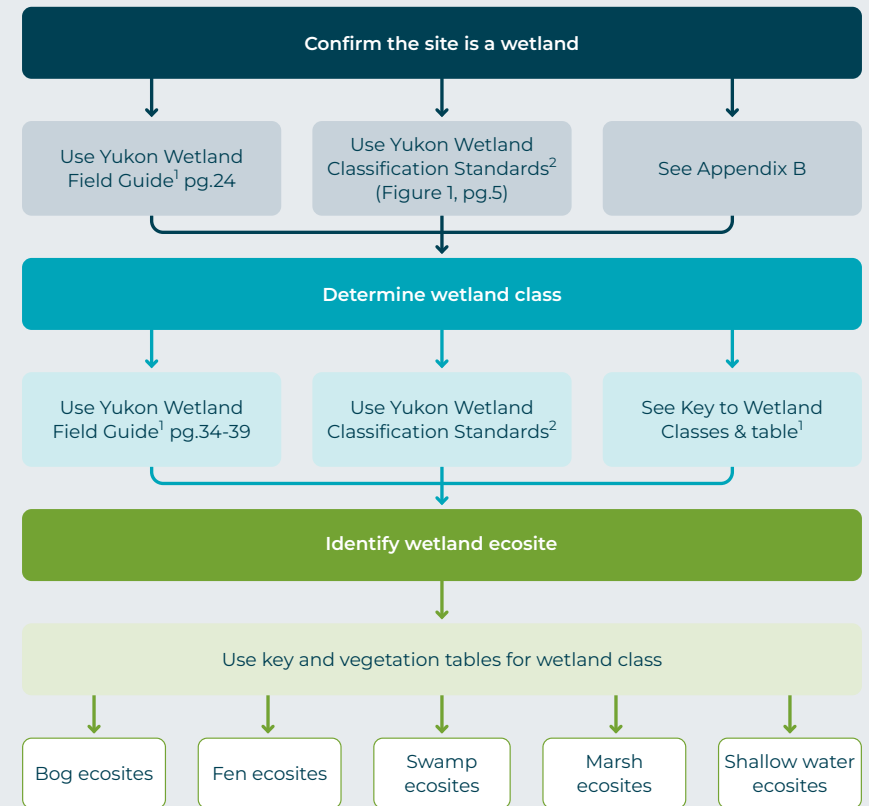 Confirm the site is a wetland
Use Yukon Wetland
Field Guide¹ pg.24
Use Yukon Wetland
Classification Standards²
(Figure 1, pg.5)
See Appendix B
Determine wetland class
Use Yukon Wetland
Field Guide¹ pg.34-39
Use Yukon Wetland
Classification Standards²
See Key to Wetland
Classes & table¹
Identify wetland ecosite
Use key and vegetation tables for wetland class
Bog ecosites
Fen ecosites
Swamp
ecosites
Marsh
ecosites
Shallow water
ecosites